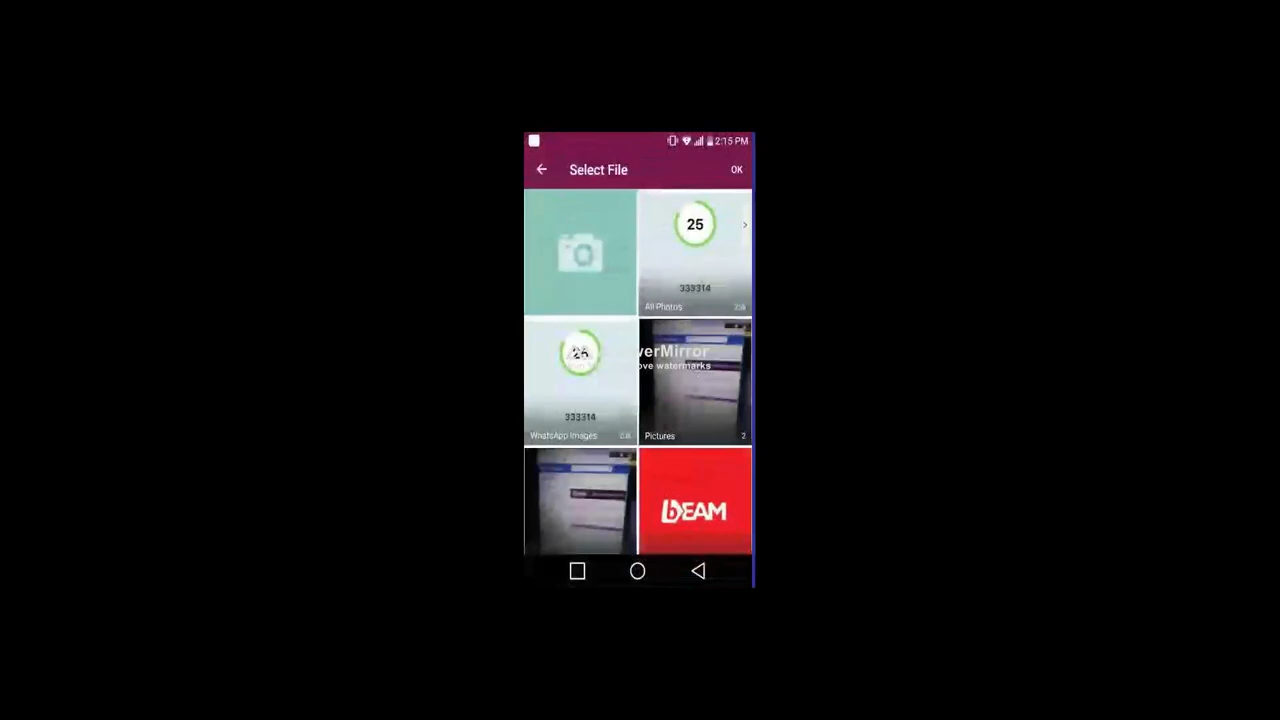 2:15 PM
Select File
OK
25
333314
All Photos
verMirror
ove watermarks
333314
WhatsApp Images
Pictures
2
bEAM